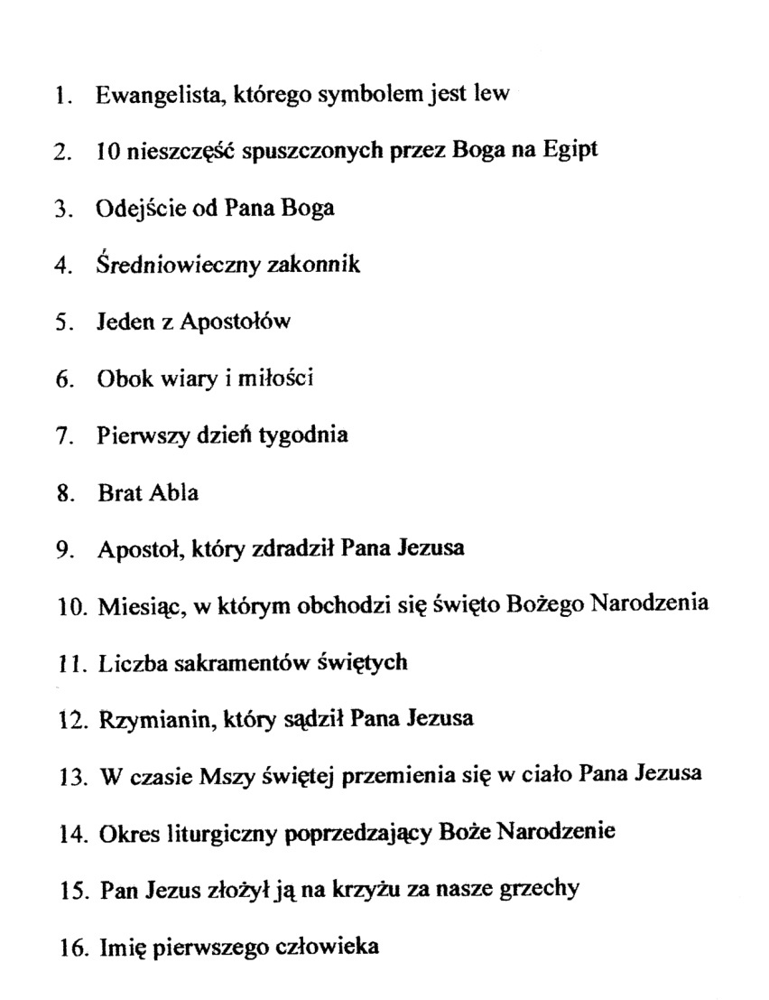 1. Ewangelista, którego symbolem jest lew
2. 10 nieszczęść spuszczonych przez Boga na Egipt
3. Odejście od Pana Boga
4. Średniowieczny zakonnik
5. Jeden z Apostołów
6. Obok wiary i miłości
7. Pierwszy dzień tygodnia
8. Brat Abla
9. Apostoł, który zdradził Pana Jezusa
10. Miesiąc, w którym obchodzi się święto Bożego Narodzenia
11. Liczba sakramentów świętych
12. Rzymianin, który sądził Pana Jezusa
13. W czasie Mszy świętej przemienia się w ciało Pana Jezusa
14. Okres liturgiczny poprzedzający Boże Narodzenie
15. Pan Jezus złożył ją na krzyżu za nasze grzechy
16. Imię pierwszego człowieka